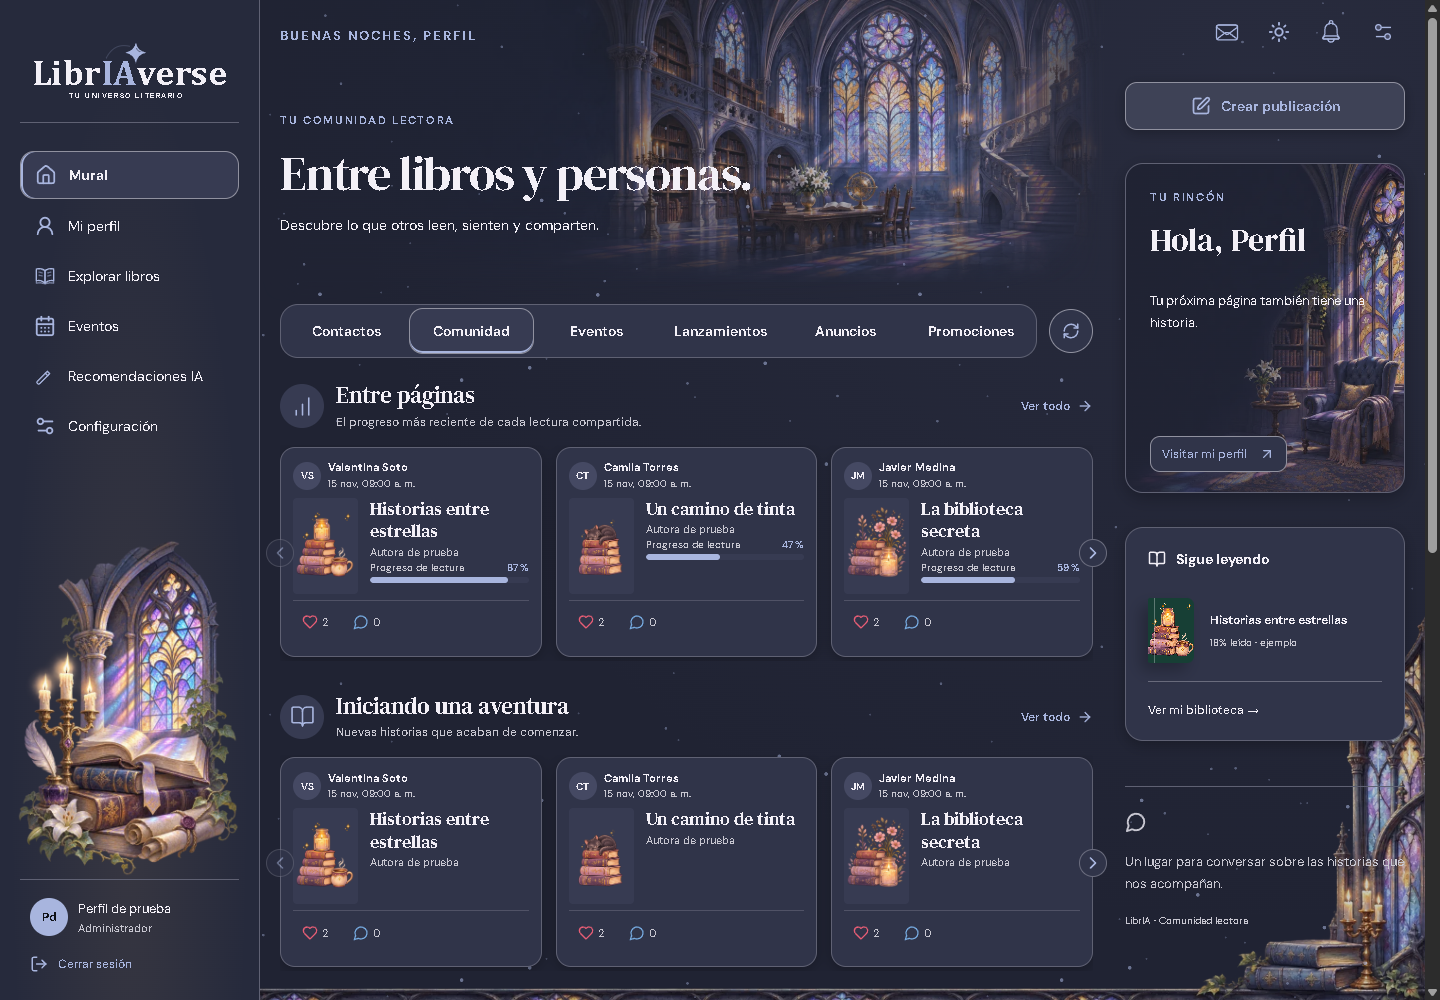 LibrIAverse
TU UNIVERSO LITERARIO
Mural
Mi perfil
Explorar libros
Eventos
Recomendaciones IA
Configuración
Pd
Perfil de prueba
Administrador
Cerrar sesión
BUENAS NOCHES, PERFIL
TU COMUNIDAD LECTORA
Entre libros y personas.
Descubre lo que otros leen, sienten y comparten.
Contactos
Comunidad
Eventos
Lanzamientos
Anuncios
Promociones
Entre páginas
El progreso más reciente de cada lectura compartida.
Ver todo →
VS
Valentina Soto
15 nov, 09:00 a. m.
Historias entre
estrellas
Autora de prueba
Progreso de lectura 87 %
2 0
CT
Camila Torres
15 nov, 09:00 a. m.
Un camino de tinta
Autora de prueba
Progreso de lectura 47 %
2 0
JM
Javier Medina
15 nov, 09:00 a. m.
La biblioteca
secreta
Autora de prueba
Progreso de lectura 59 %
2 0
Iniciando una aventura
Nuevas historias que acaban de comenzar.
Ver todo →
VS
Valentina Soto
15 nov, 09:00 a. m.
Historias entre
estrellas
Autora de prueba
2 0
CT
Camila Torres
15 nov, 09:00 a. m.
Un camino de tinta
Autora de prueba
2 0
JM
Javier Medina
15 nov, 09:00 a. m.
La biblioteca
secreta
Autora de prueba
2 0
Crear publicación
TU RINCÓN
Hola, Perfil
Tu próxima página también tiene una
historia.
Visitar mi perfil
Sigue leyendo
Historias entre estrellas
18% leído · ejemplo
Ver mi biblioteca →
Un lugar para conversar sobre las historias que
nos acompañan.
LibrIA · Comunidad lectora